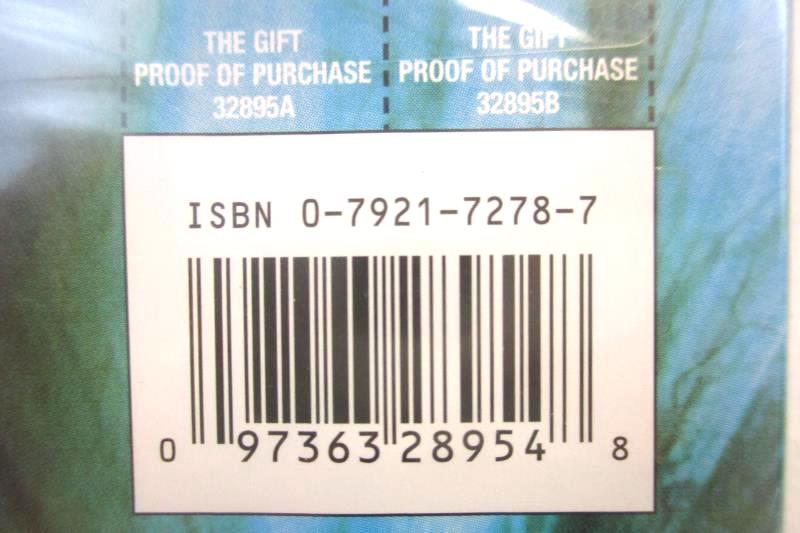 THE GIFT
PROOF OF PURCHASE
32895A
THE GIFT
PROOF OF PURCHASE
32895B
ISBN 0-7921-7278-7
0 97363 28954 8